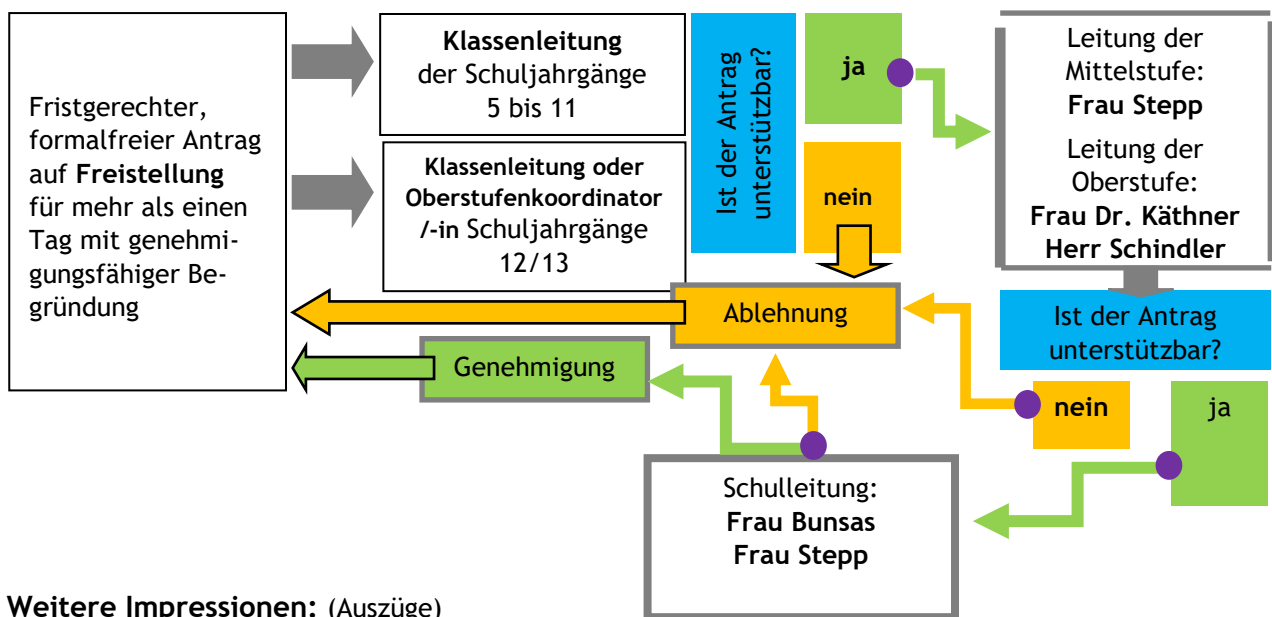 Fristgerechter,
formalfreier Antrag
auf Freistellung
für mehr als einen
Tag mit genehmi-
gungsfähiger Be-
gründung
Klassenleitung
der Schuljahrgänge
5 bis 11
Klassenleitung oder
Oberstufenkoordinator
/-in Schuljahrgänge
12/13
Ist der Antrag
unterstützbar?
ja
nein
Leitung der
Mittelstufe:
Frau Stepp
Leitung der
Oberstufe:
Frau Dr. Käthner
Herr Schindler
Ablehnung
Ist der Antrag
unterstützbar?
Genehmigung
nein
ja
Schulleitung:
Frau Bunsas
Frau Stepp
Weitere Impressionen: (Auszüge)